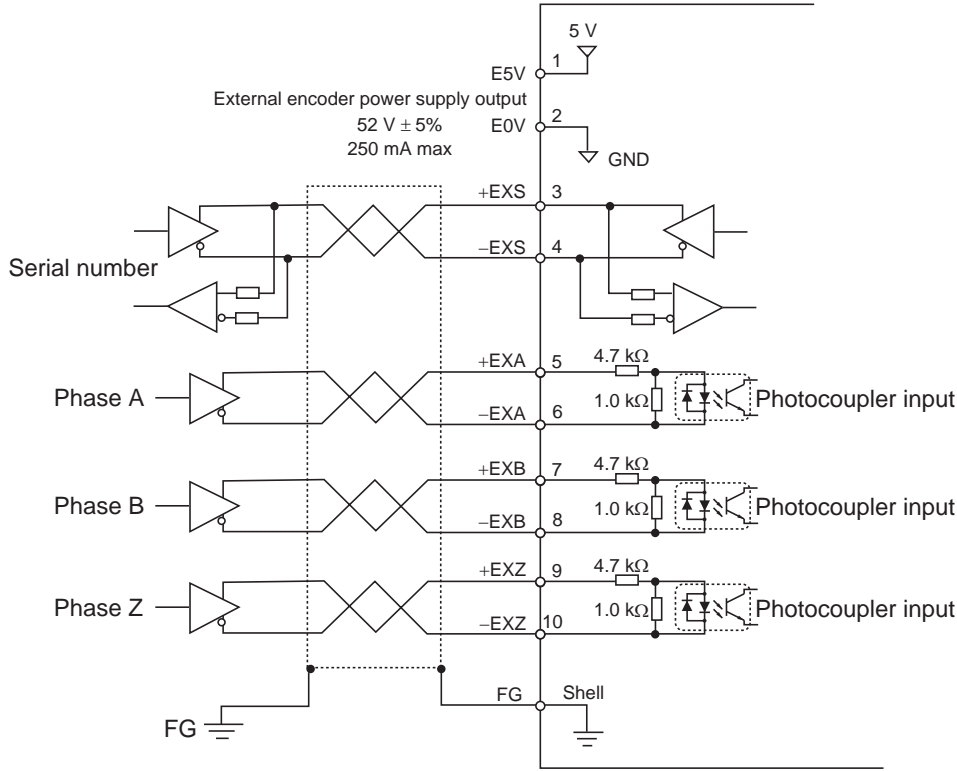 5 V
E5V
1
External encoder power supply output
52 V ± 5%
250 mA max
E0V
2
GND
+EXS
3
−EXS
4
Serial number
+EXA
5
4.7 kΩ
Phase A
1.0 kΩ
Photocoupler input
−EXA
6
+EXB
7
4.7 kΩ
Phase B
1.0 kΩ
Photocoupler input
−EXB
8
+EXZ
9
4.7 kΩ
Phase Z
1.0 kΩ
Photocoupler input
−EXZ
10
FG
Shell
FG